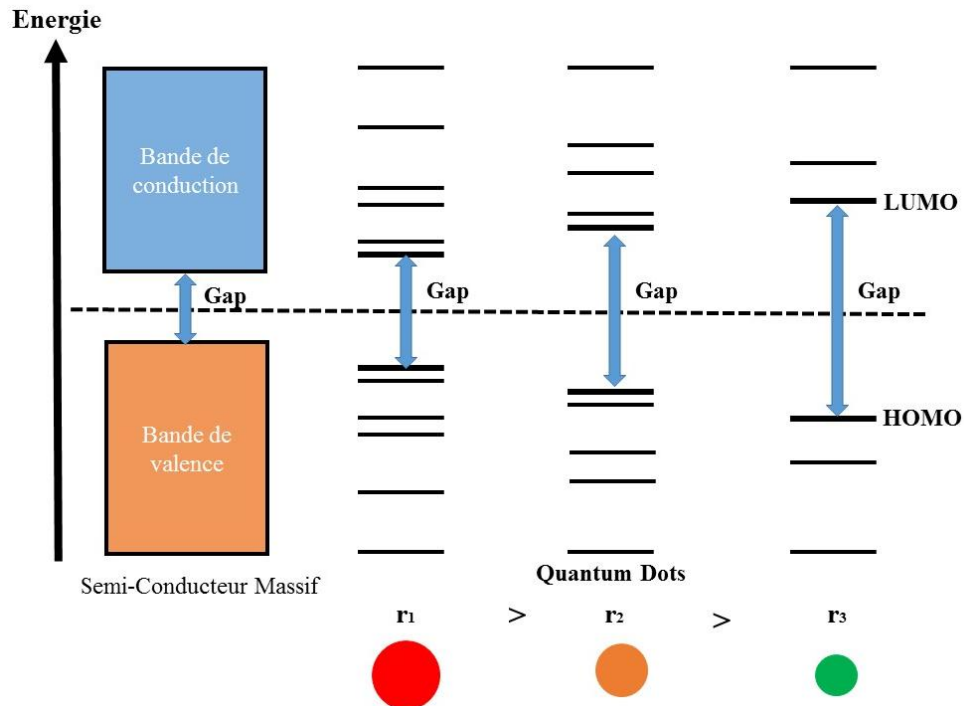 Energie
Bande de
conduction
LUMO
Gap
Gap
Gap
Gap
HOMO
Bande de
valence
Semi-Conducteur Massif
Quantum Dots
r₁ > r₂ > r₃